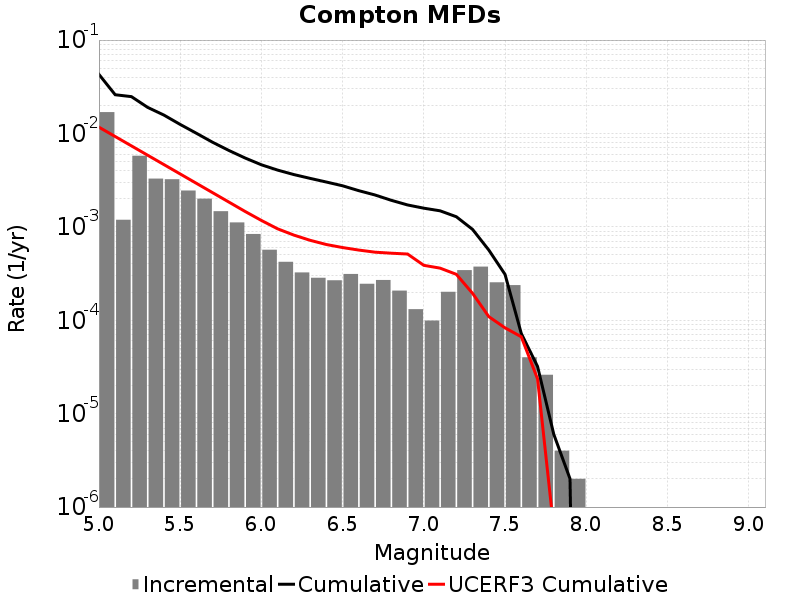 Compton MFDs
10^-1
10^-2
10^-3
10^-4
10^-5
10^-6
Rate (1/yr)
5.0 5.5 6.0 6.5 7.0 7.5 8.0 8.5 9.0
Magnitude
Incremental Cumulative UCERF3 Cumulative